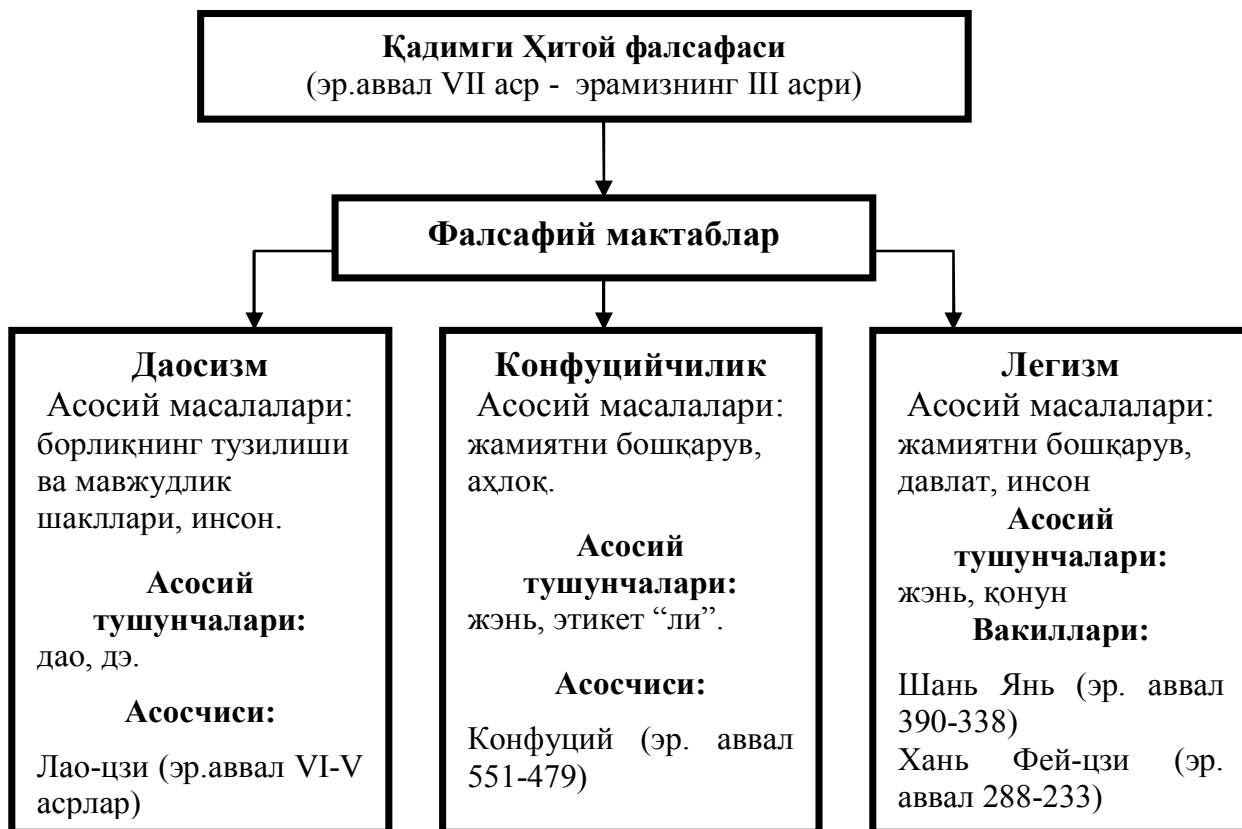 Қадимги Ҳитой фалсафаси
(эр.аввал VII аср - эрамизнинг III асри)
Фалсафий мактаблар
Даосизм
Асосий масалалари:
борлиқнинг тузилиши
ва мавжудлик
шакллари, инсон.
Асосий
тушунчалари:
дао, дэ.
Асосчиси:
Лао-цзи (эр.аввал VI-V
асрлар)
Конфуцийчилик
Асосий масалалари:
жамиятни бошқарув,
аҳлоқ.
Асосий
тушунчалари:
жэнь, этикет “ли”.
Асосчиси:
Конфуций (эр. аввал
551-479)
Легизм
Асосий масалалари:
жамиятни бошқарув,
давлат, инсон
Асосий
тушунчалари:
жэнь, қонун
Вакиллари:
Шань Янь (эр. аввал
390-338)
Хань Фей-цзи (эр.
аввал 288-233)